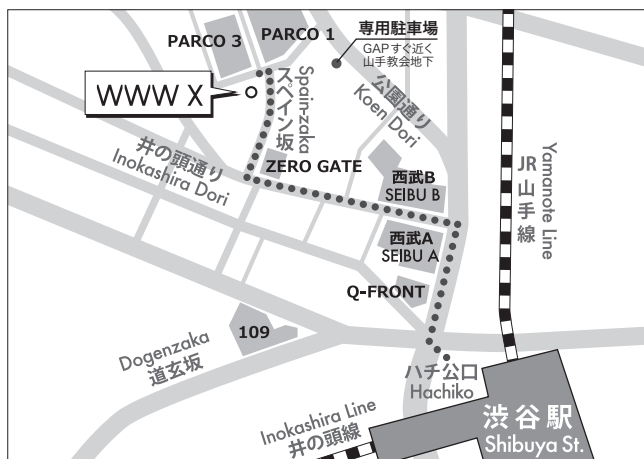 PARCO 3
PARCO 1
専用駐車場
GAPすぐ近く
山手教会地下
WWW X
スペイン坂
Spain-zaka
公園通り
Koen Dori
井の頭通り
Inokashira Dori
ZERO GATE
西武B
SEIBU B
西武A
SEIBU A
Q-FRONT
JR山手線
Yamanote Line
109
Dogenzaka
道玄坂
ハチ公口
Hachiko
Inokashira Line
井の頭線
渋谷駅
Shibuya St.